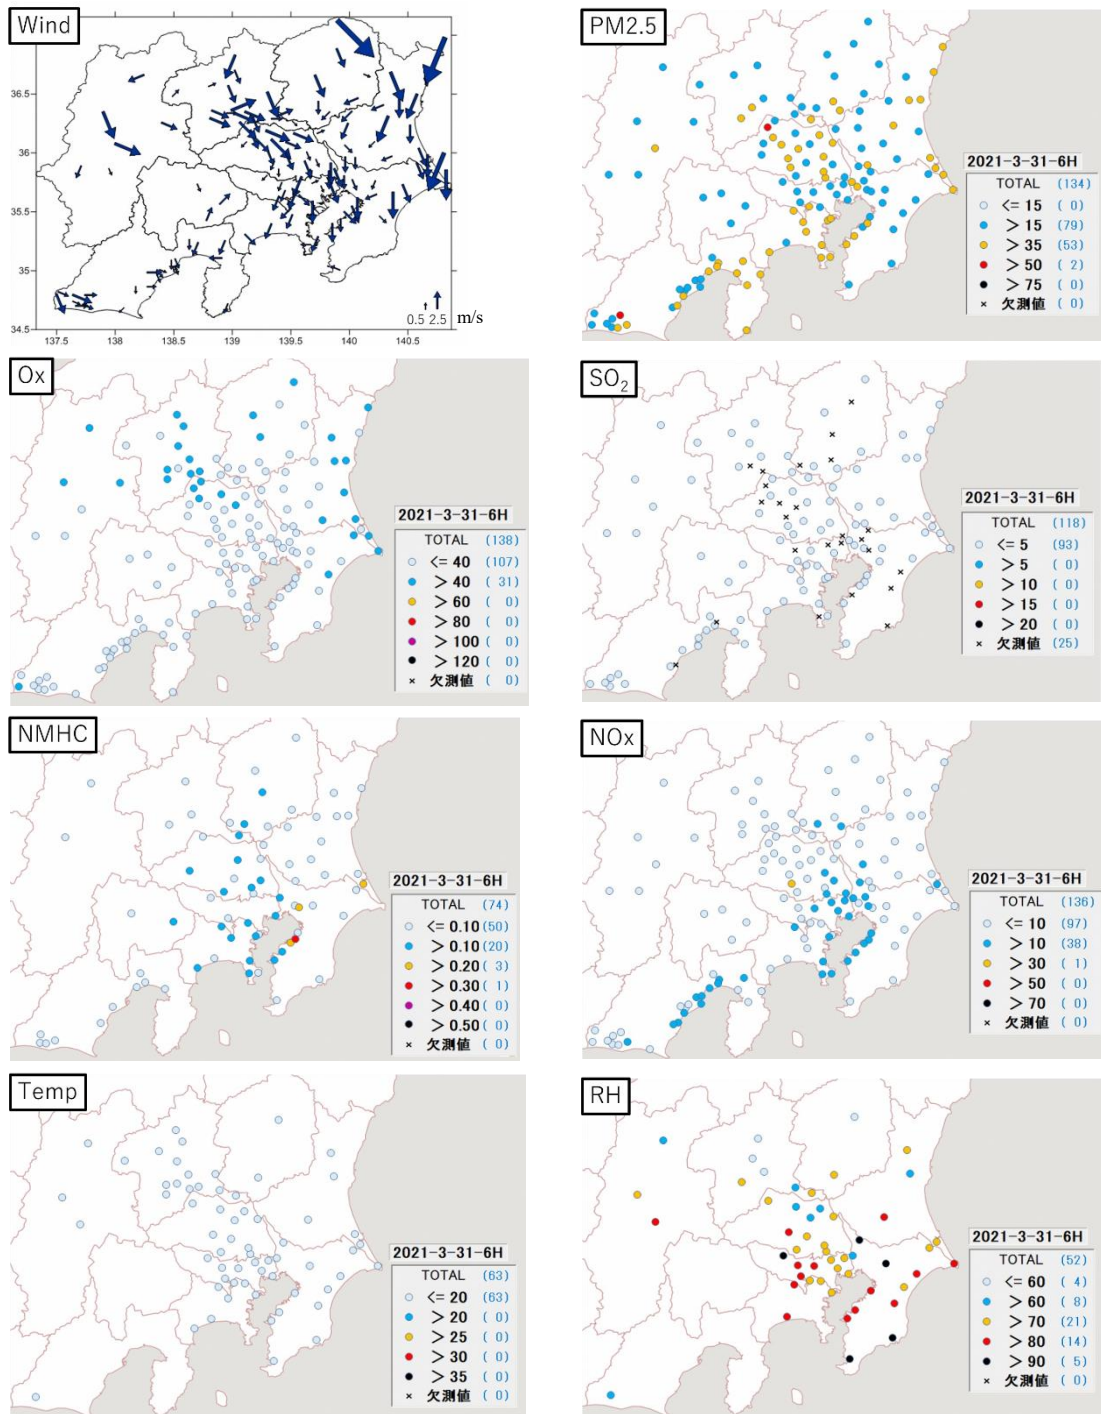 Wind
36.5
36
35.5
35
34.5
137.5 138 138.5 139 139.5 140 140.5
0.5 2.5 m/s
PM2.5
2021-3-31-6H
TOTAL (134)
<= 15 ( 0)
> 15 (79)
> 35 (53)
> 50 ( 2)
> 75 ( 0)
× 欠測値 ( 0)
Ox
2021-3-31-6H
TOTAL (138)
<= 40 (107)
> 40 ( 31)
> 60 ( 0)
> 80 ( 0)
> 100 ( 0)
> 120 ( 0)
× 欠測値 ( 0)
SO₂
2021-3-31-6H
TOTAL (118)
<= 5 (93)
> 5 ( 0)
> 10 ( 0)
> 15 ( 0)
> 20 ( 0)
× 欠測値 (25)
NMHC
2021-3-31-6H
TOTAL (74)
<= 0.10 (50)
> 0.10 (20)
> 0.20 ( 3)
> 0.30 ( 1)
> 0.40 ( 0)
> 0.50 ( 0)
× 欠測値 ( 0)
NOx
2021-3-31-6H
TOTAL (136)
<= 10 (97)
> 10 (38)
> 30 ( 1)
> 50 ( 0)
> 70 ( 0)
× 欠測値 ( 0)
Temp
2021-3-31-6H
TOTAL (63)
<= 20 (63)
> 20 ( 0)
> 25 ( 0)
> 30 ( 0)
> 35 ( 0)
× 欠測値 ( 0)
RH
2021-3-31-6H
TOTAL (52)
<= 60 ( 4)
> 60 ( 8)
> 70 (21)
> 80 (14)
> 90 ( 5)
× 欠測値 ( 0)